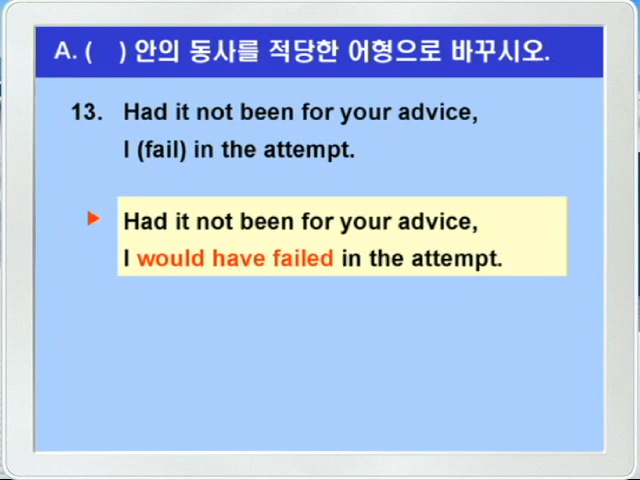 A. (    ) 안의 동사를 적당한 어형으로 바꾸시오.
13. Had it not been for your advice,
I (fail) in the attempt.
Had it not been for your advice,
I would have failed in the attempt.